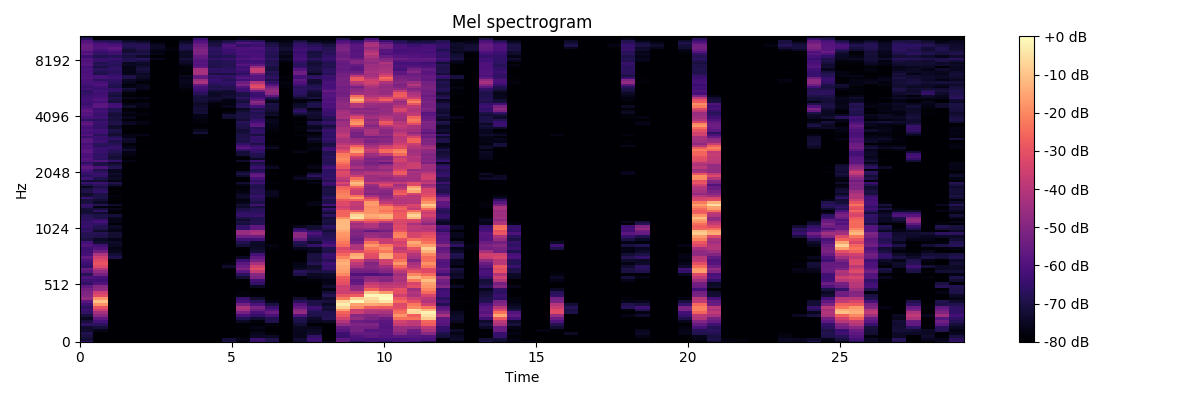 Mel spectrogram
Hz
8192
4096
2048
1024
512
0
0 5 10 15 20 25
Time
+0 dB
-10 dB
-20 dB
-30 dB
-40 dB
-50 dB
-60 dB
-70 dB
-80 dB